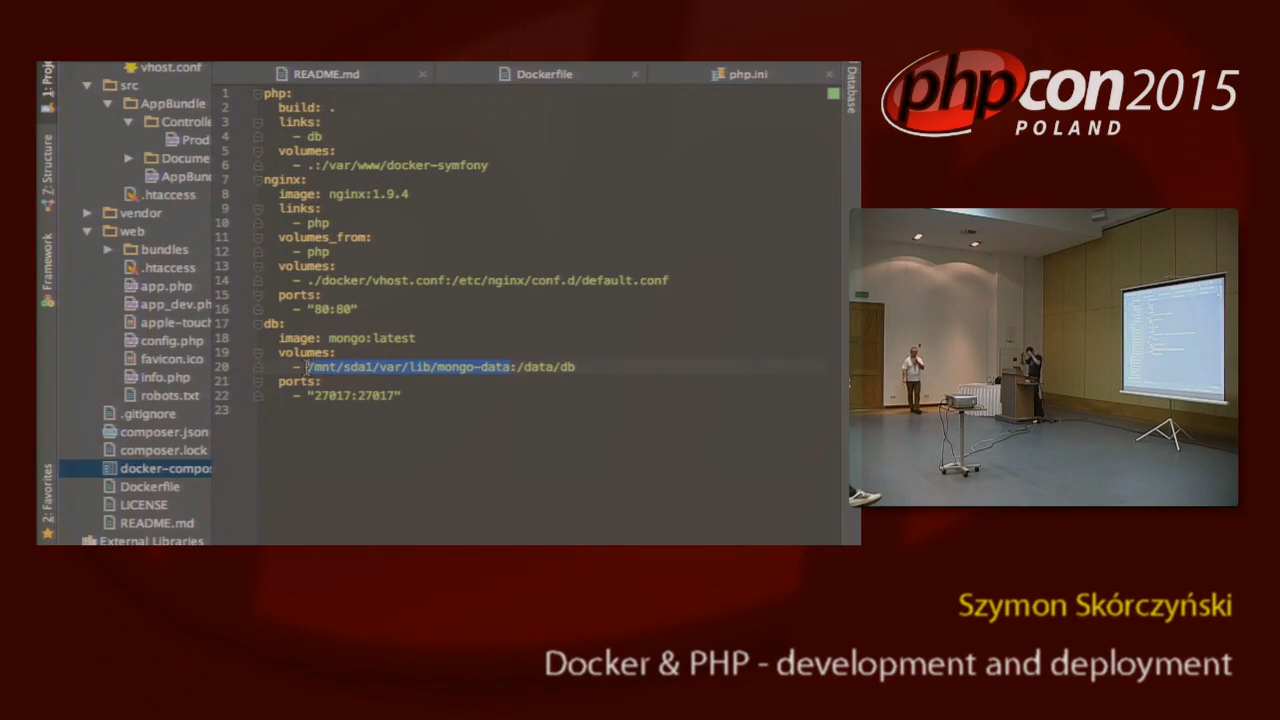 README.md
Dockerfile
php.ini
1: Proj
Z: Structure
Framework
2: Favorites
Database
vhost.conf
src
AppBundle
Controlle
Prod
Docume
AppBund
.htaccess
vendor
web
bundles
.htaccess
app.php
app_dev.ph
apple-touch
config.php
favicon.ico
info.php
robots.txt
.gitignore
composer.json
composer.lock
docker-compos
Dockerfile
LICENSE
README.md
External Libraries
1 php:
2 build: .
3 links:
4 - db
5 volumes:
6 - .:/var/www/docker-symfony
7 nginx:
8 image: nginx:1.9.4
9 links:
10 - php
11 volumes_from:
12 - php
13 volumes:
14 - ./docker/vhost.conf:/etc/nginx/conf.d/default.conf
15 ports:
16 - "80:80"
17 db:
18 image: mongo:latest
19 volumes:
20 - /mnt/sda1/var/lib/mongo-data:/data/db
21 ports:
22 - "27017:27017"
23
phpcon2015
POLAND
Szymon Skórczyński
Docker & PHP - development and deployment